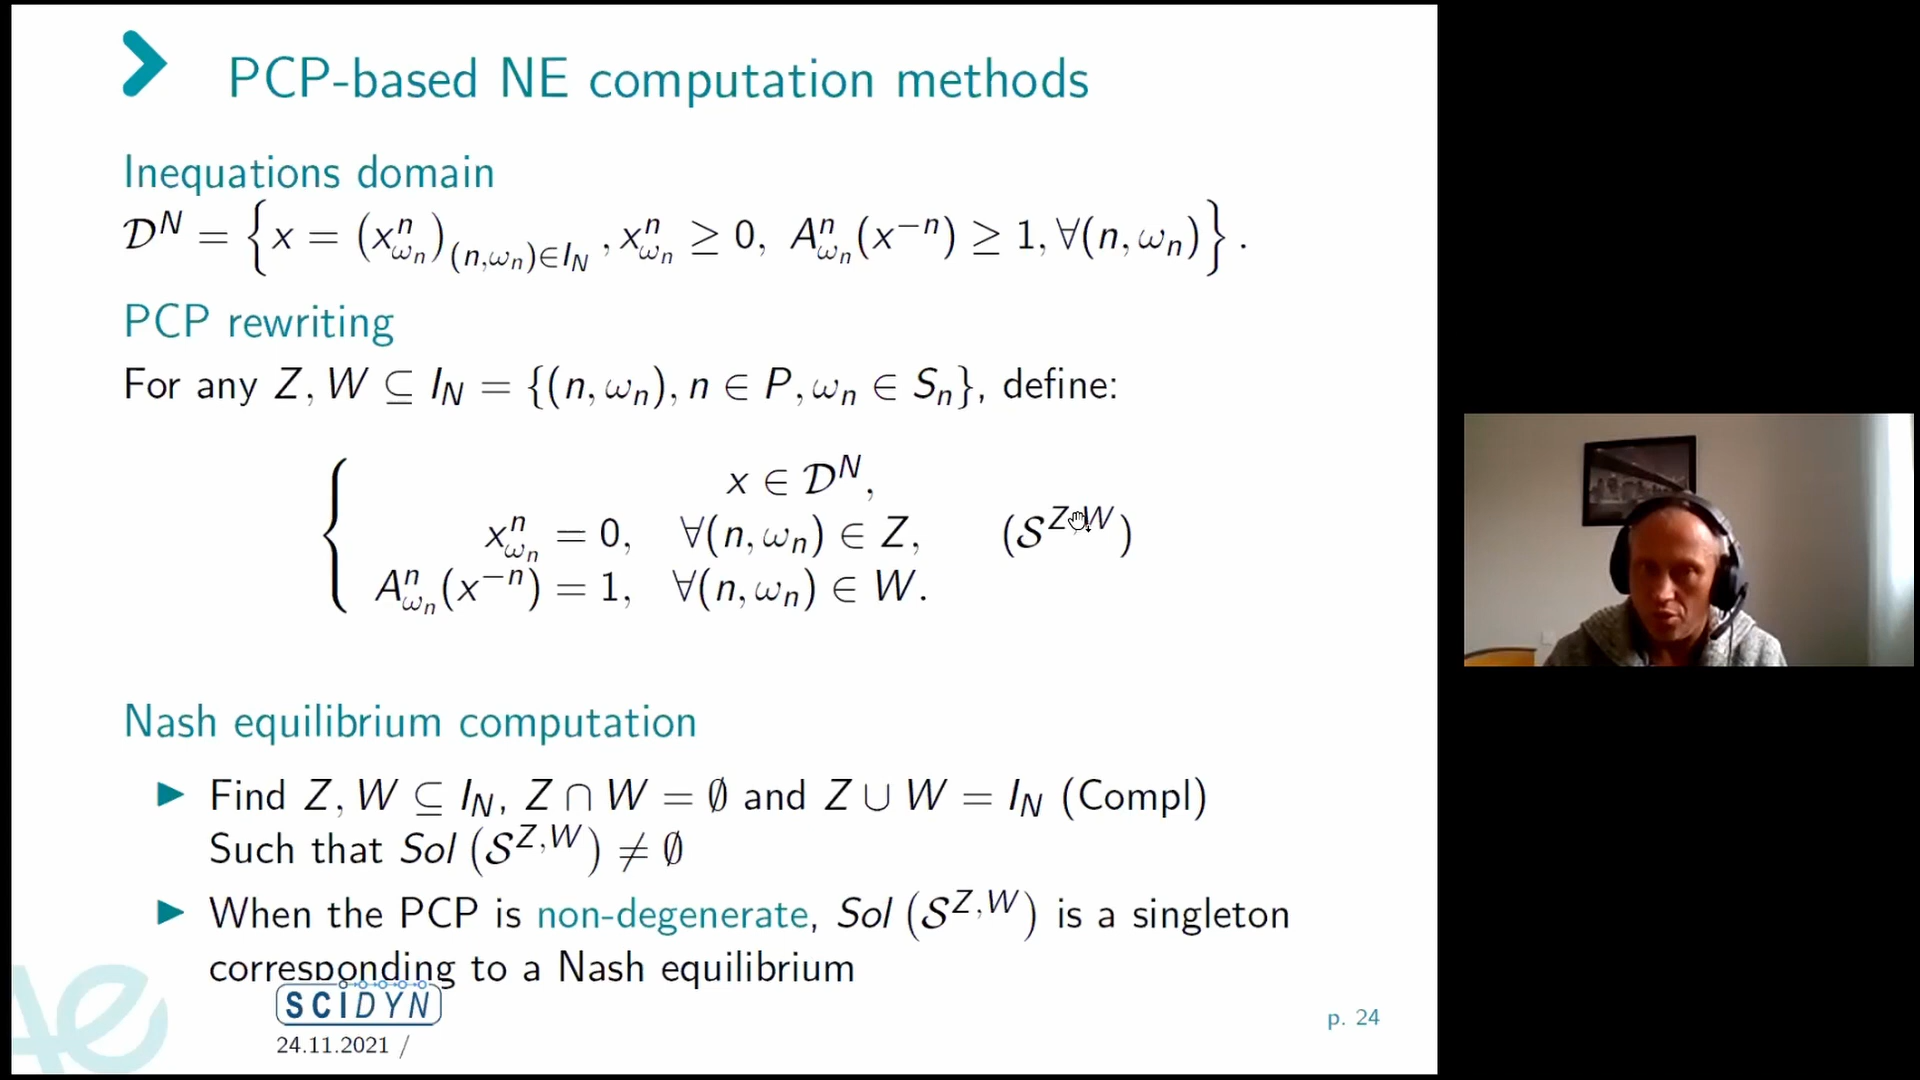 PCP-based NE computation methods
Inequations domain
𝒟^N = { x = (x^n_{ω_n})_{(n,ω_n)∈I_N} , x^n_{ω_n} ≥ 0, A^n_{ω_n}(x^{−n}) ≥ 1, ∀(n, ω_n) } .
PCP rewriting
For any Z, W ⊆ I_N = {(n, ω_n), n ∈ P, ω_n ∈ S_n}, define:
x ∈ 𝒟^N,
x^n_{ω_n} = 0, ∀(n, ω_n) ∈ Z, (𝒮^{Z,W})
A^n_{ω_n}(x^{−n}) = 1, ∀(n, ω_n) ∈ W.
Nash equilibrium computation
▶ Find Z, W ⊆ I_N, Z ∩ W = ∅ and Z ∪ W = I_N (Compl)
Such that Sol (𝒮^{Z,W}) ≠ ∅
▶ When the PCP is non-degenerate, Sol (𝒮^{Z,W}) is a singleton
corresponding to a Nash equilibrium
SCIDYN
24.11.2021 /
p. 24